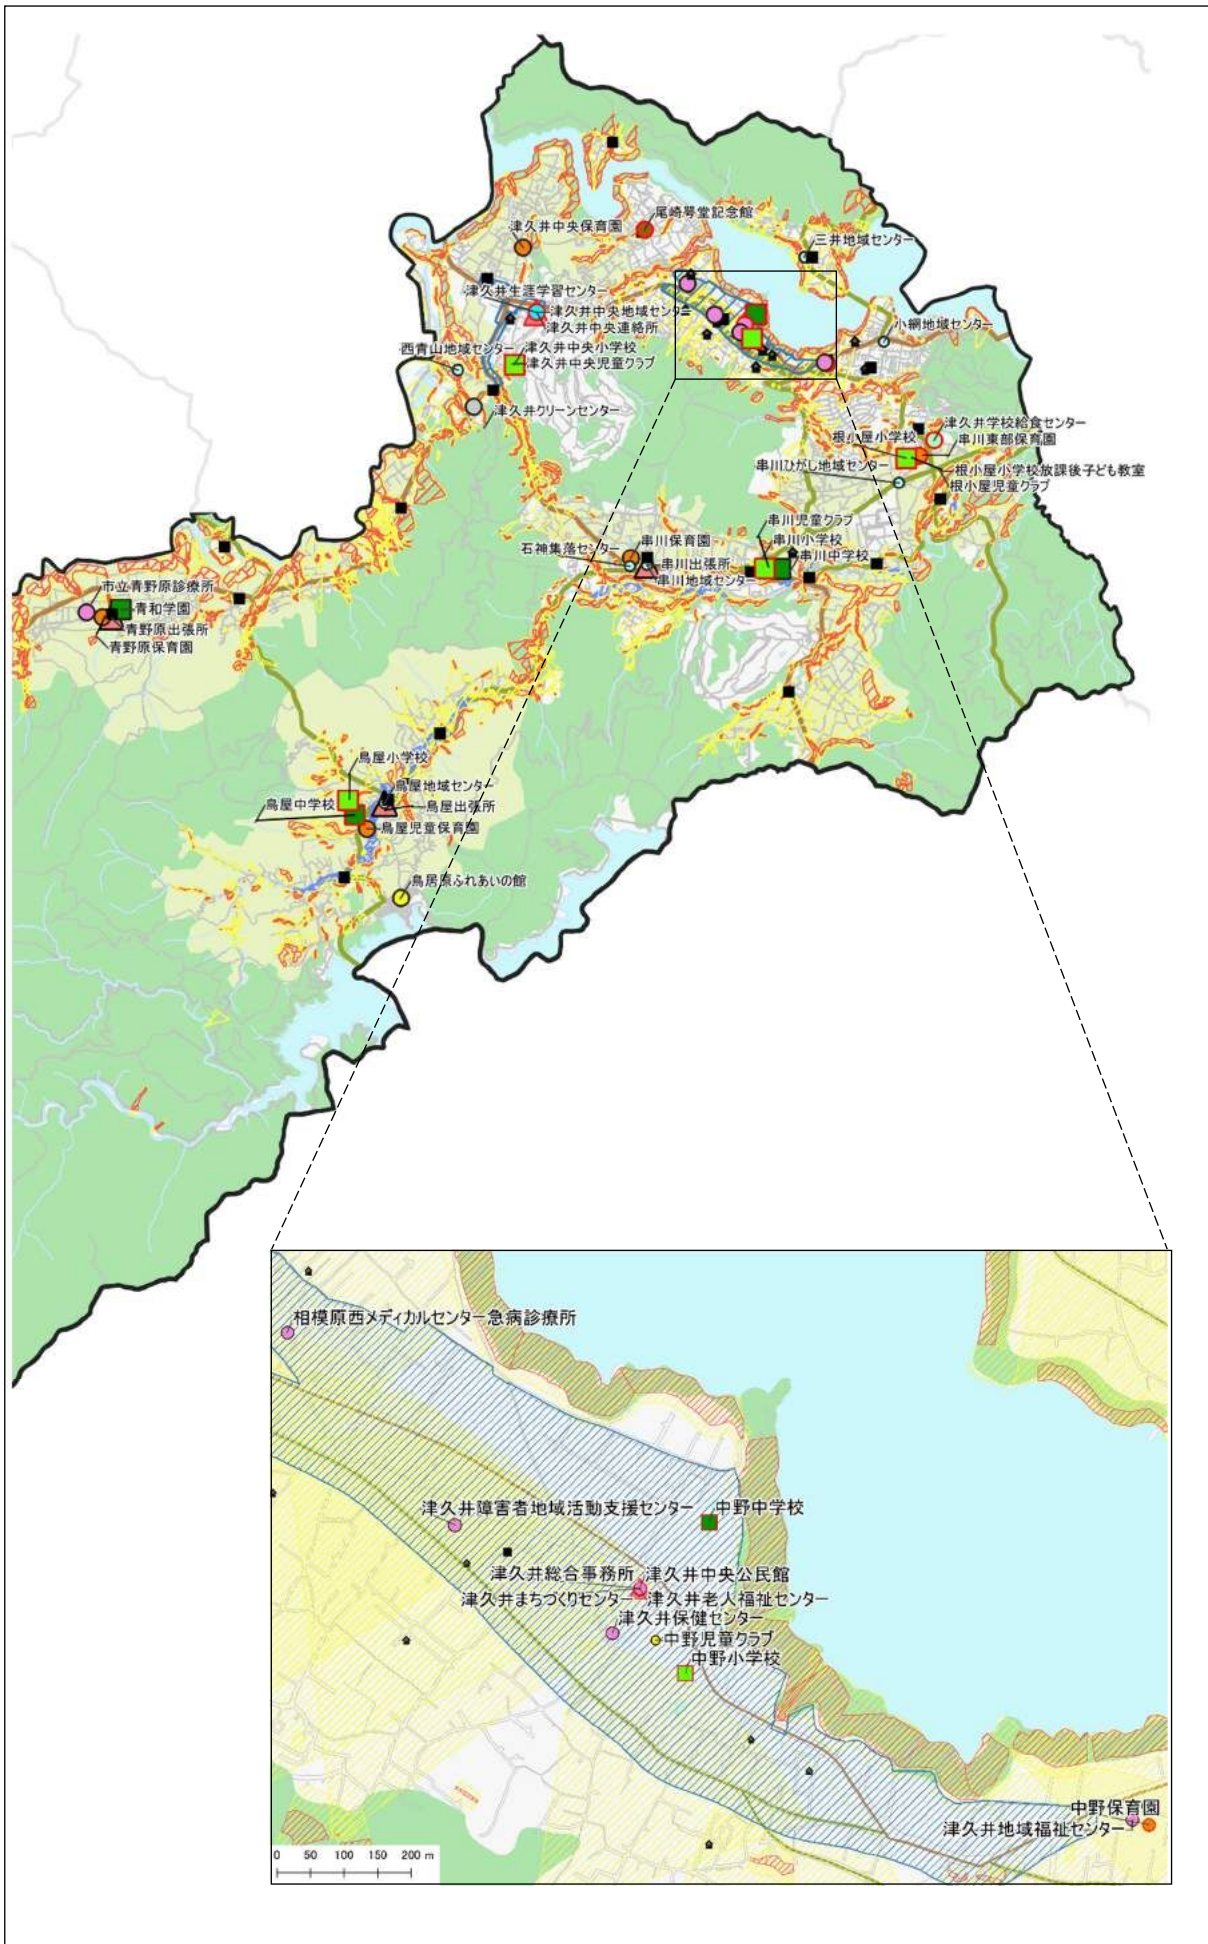 尾崎咢堂記念館
津久井中央保育園
三井地域センター
津久井生涯学習センター
津久井中央地域センター
津久井中央連絡所
小網地域センター
西青山地域センター
津久井中央小学校
津久井中央児童クラブ
津久井クリーンセンター
津久井学校給食センター
根小屋小学校
串川東部保育園
串川ひがし地域センター
根小屋小学校放課後子ども教室
根小屋児童クラブ
串川児童クラブ
串川保育園
串川小学校
石神集落センター
串川中学校
串川出張所
串川地域センター
市立青野原診療所
青和学園
青野原出張所
青野原保育園
鳥屋小学校
鳥屋地域センター
鳥屋中学校
鳥屋出張所
鳥屋児童保育園
鳥居原ふれあいの館
相模原西メディカルセンター急病診療所
津久井障害者地域活動支援センター
中野中学校
津久井総合事務所
津久井中央公民館
津久井まちづくりセンター
津久井老人福祉センター
津久井保健センター
中野児童クラブ
中野小学校
中野保育園
津久井地域福祉センター
0 50 100 150 200 m